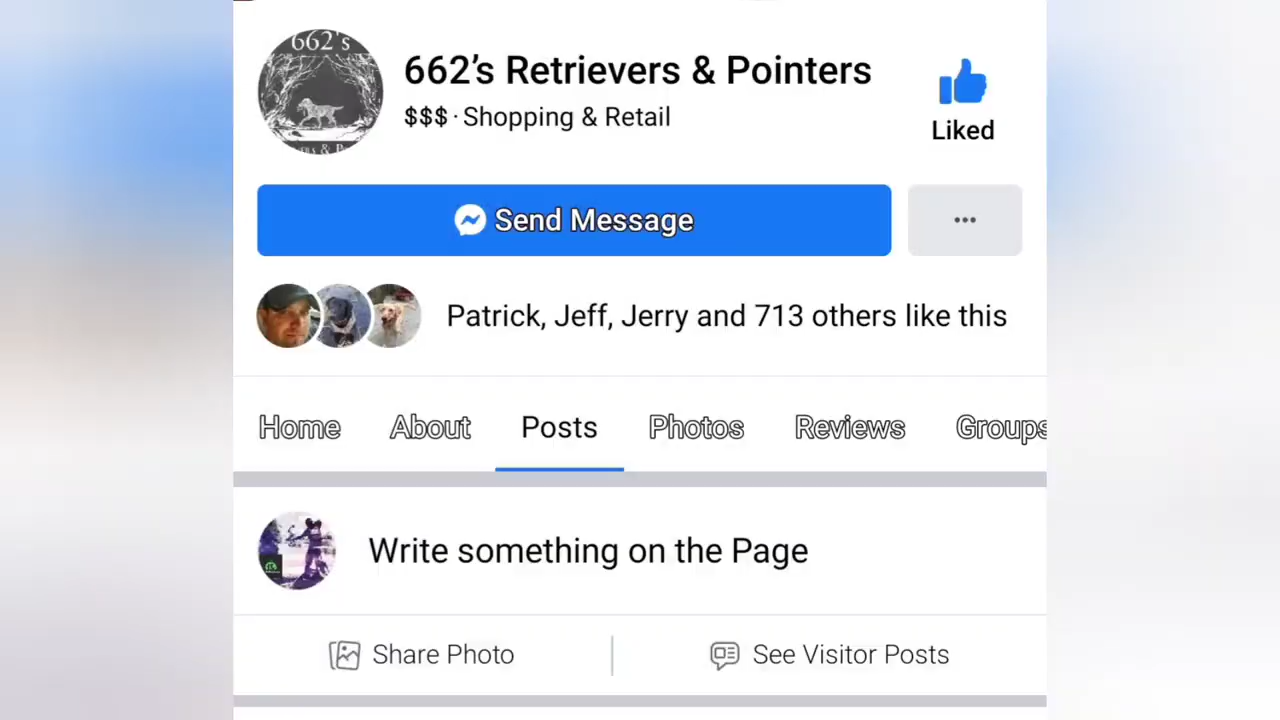 662's
662’s Retrievers & Pointers
$$$ · Shopping & Retail
Liked
Send Message
Patrick, Jeff, Jerry and 713 others like this
Home About Posts Photos Reviews Groups
Write something on the Page
Share Photo
See Visitor Posts